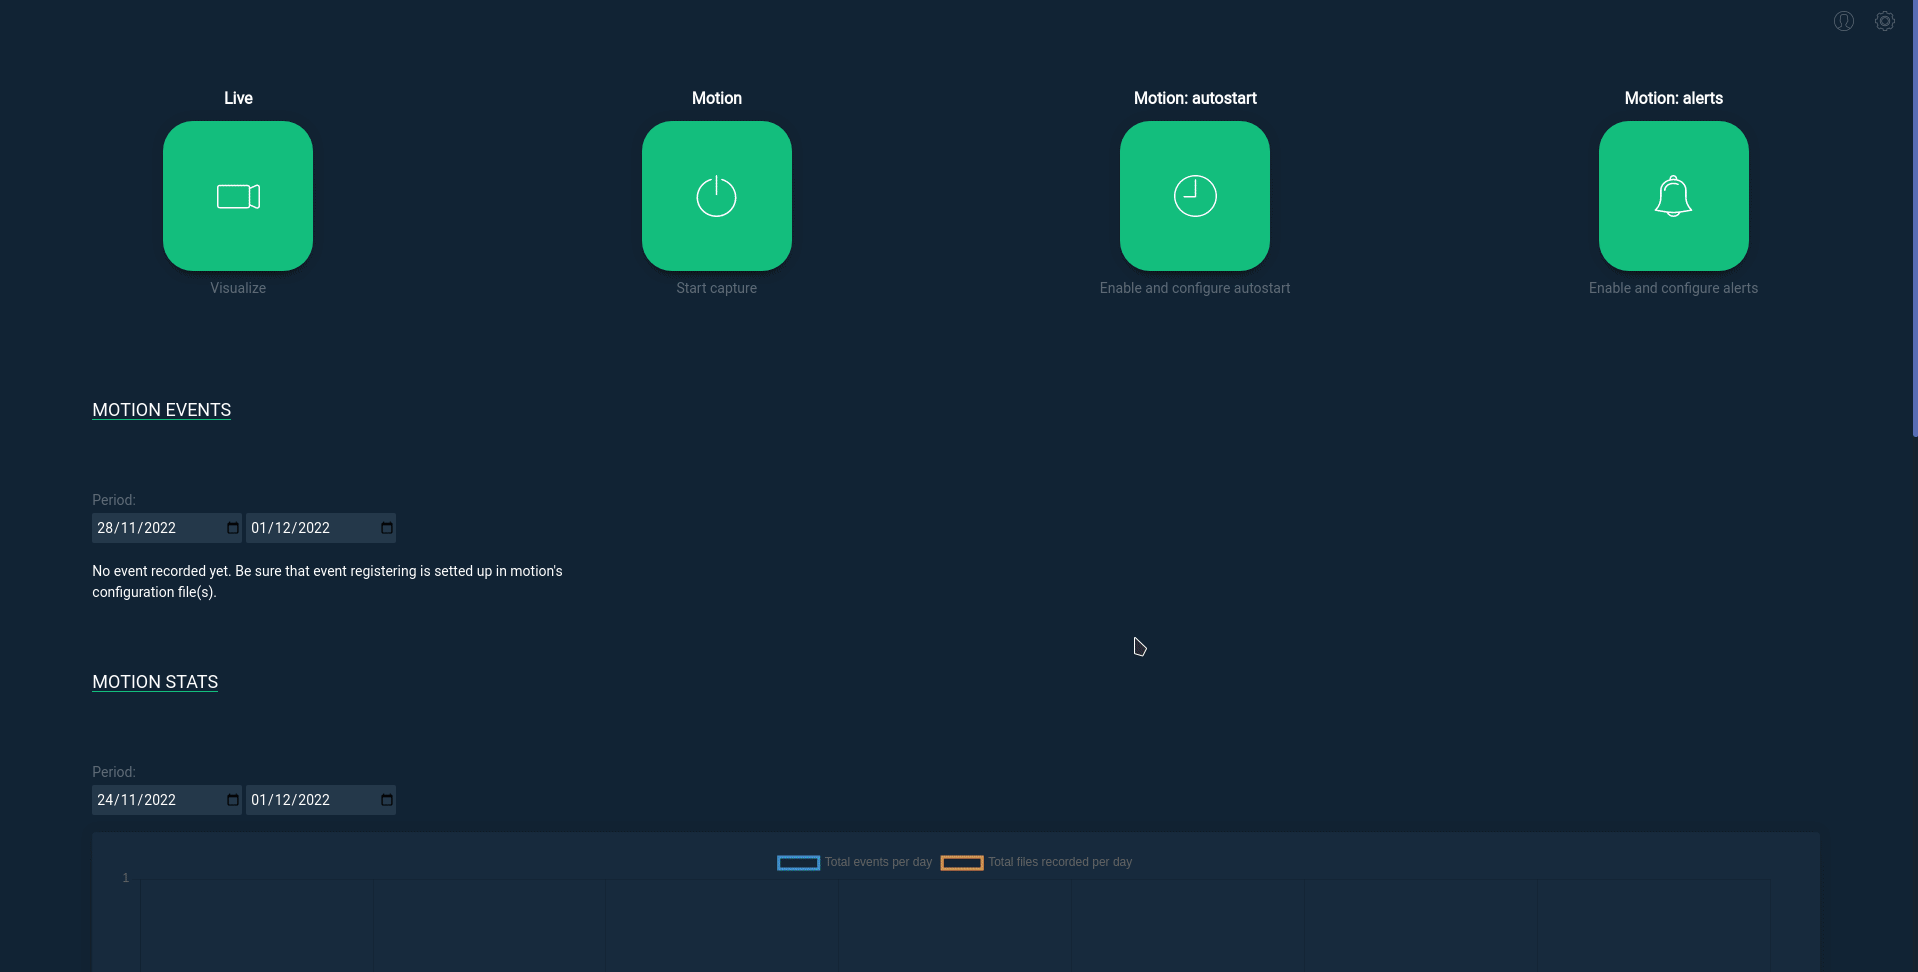 Live
Motion
Motion: autostart
Motion: alerts
Visualize
Start capture
Enable and configure autostart
Enable and configure alerts
MOTION EVENTS
Period:
28/11/2022
01/12/2022
No event recorded yet. Be sure that event registering is setted up in motion's
configuration file(s).
MOTION STATS
Period:
24/11/2022
01/12/2022
Total events per day
Total files recorded per day
1